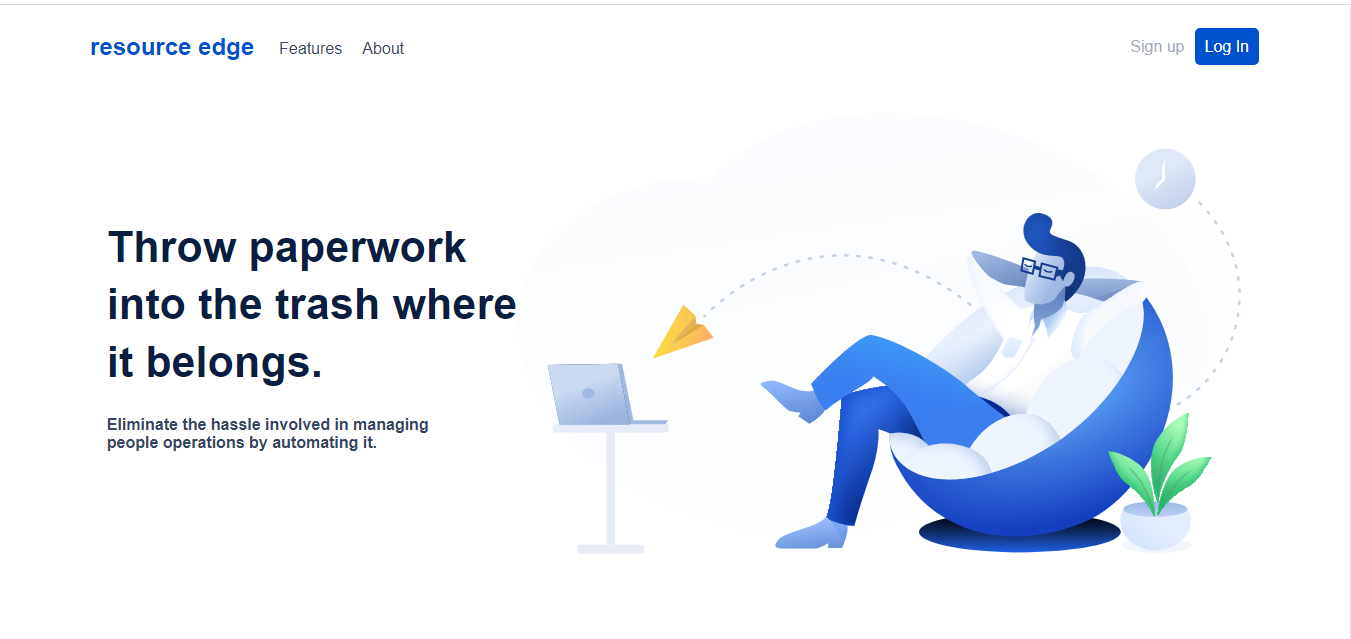 resource edge Features About Sign up Log In
Throw paperwork
into the trash where
it belongs.
Eliminate the hassle involved in managing
people operations by automating it.